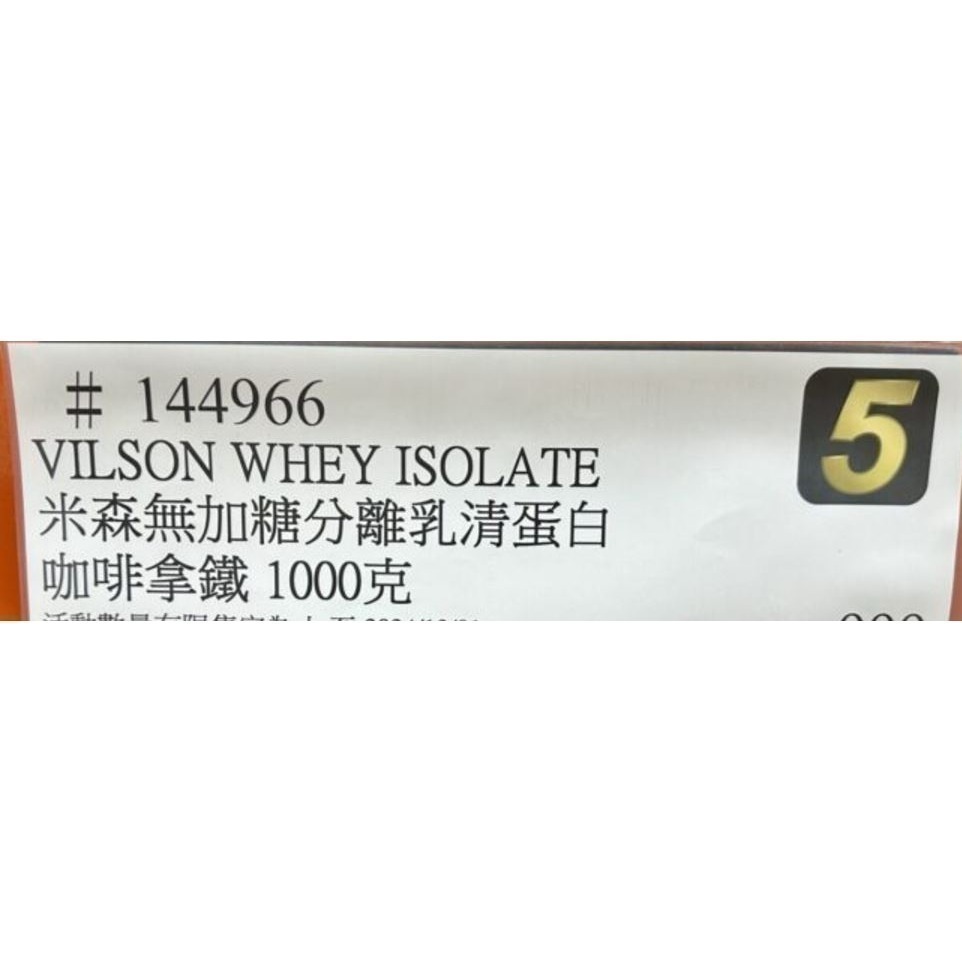 # 144966
5
VILSON WHEY ISOLATE
米森無加糖分離乳清蛋白
咖啡拿鐵 1000克